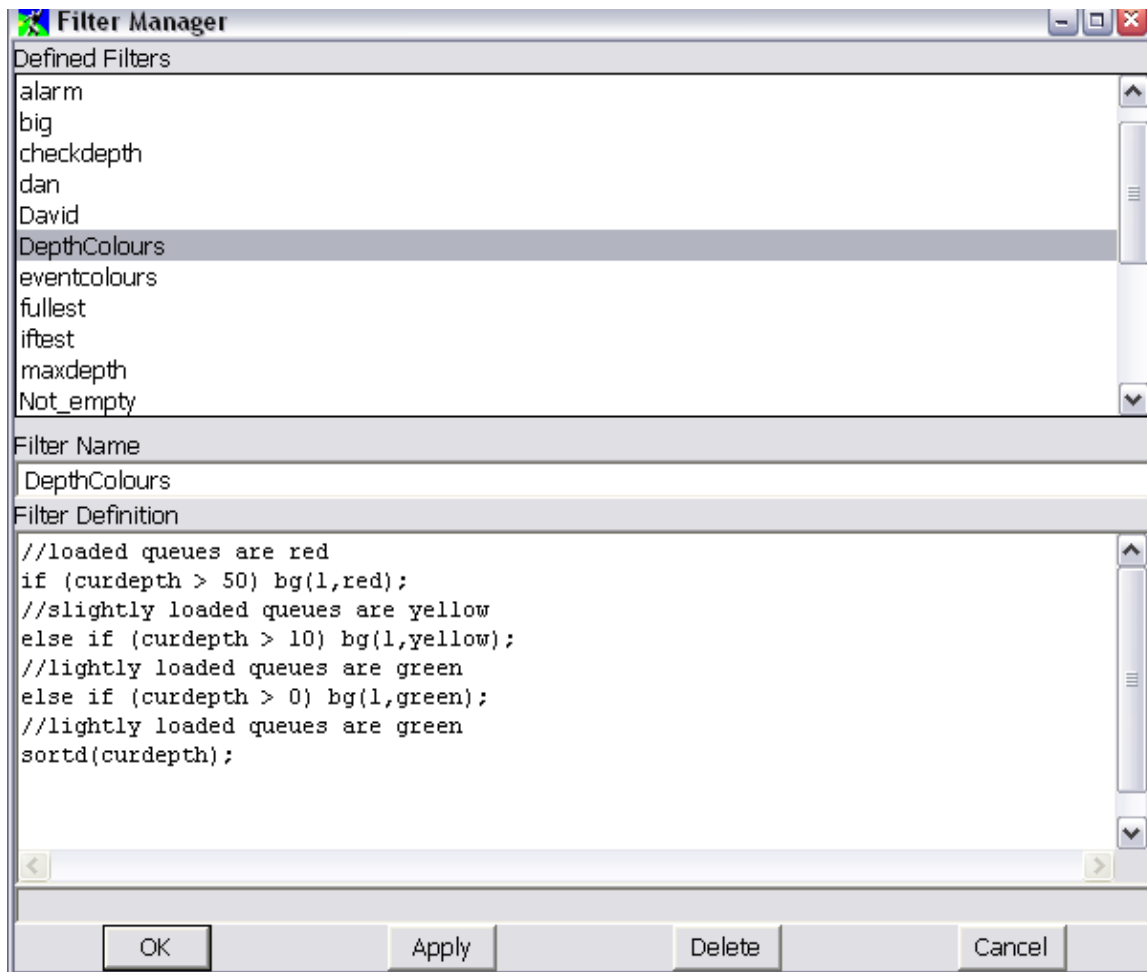 Filter Manager
Defined Filters
alarm
big
checkdepth
dan
David
DepthColours
eventcolours
fullest
iftest
maxdepth
Not_empty
Filter Name
DepthColours
Filter Definition
//loaded queues are red
if (curdepth > 50) bg(1,red);
//slightly loaded queues are yellow
else if (curdepth > 10) bg(1,yellow);
//lightly loaded queues are green
else if (curdepth > 0) bg(1,green);
//lightly loaded queues are green
sortd(curdepth);
OK Apply Delete Cancel